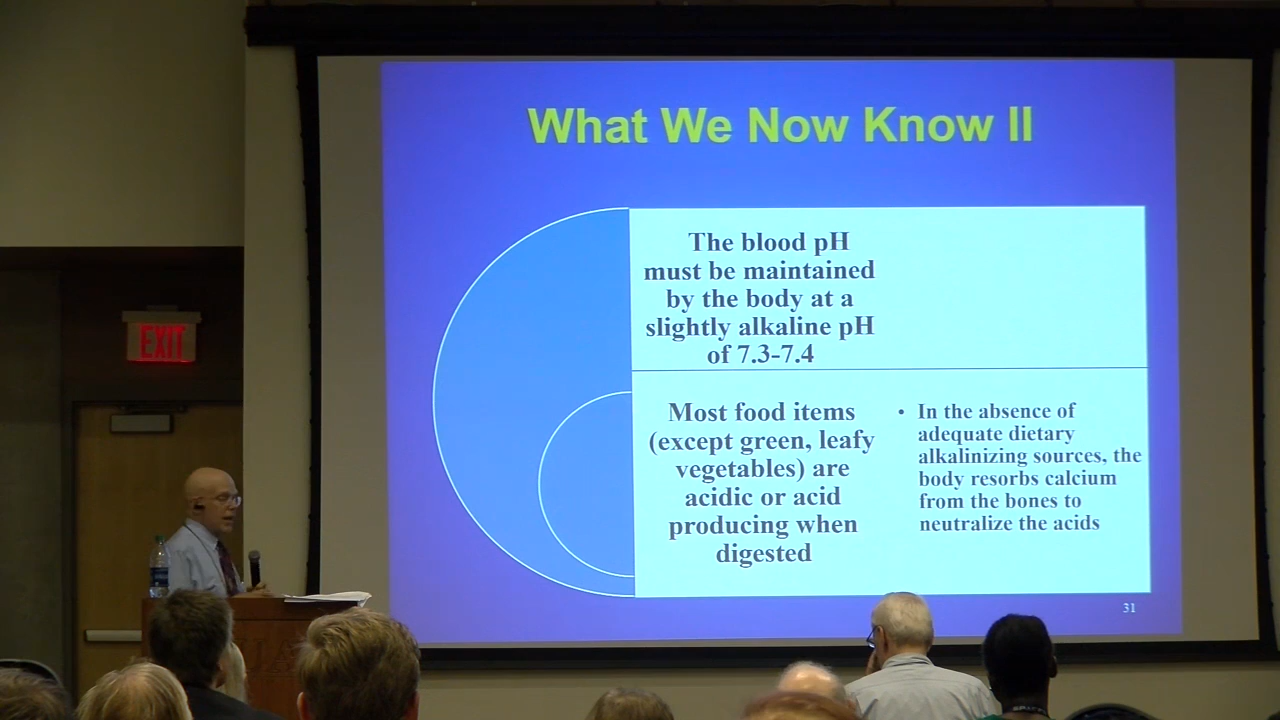 What We Now Know II
The blood pH
must be maintained
by the body at a
slightly alkaline pH
of 7.3-7.4
Most food items
(except green, leafy
vegetables) are
acidic or acid
producing when
digested
• In the absence of
adequate dietary
alkalinizing sources, the
body resorbs calcium
from the bones to
neutralize the acids
31
EXIT